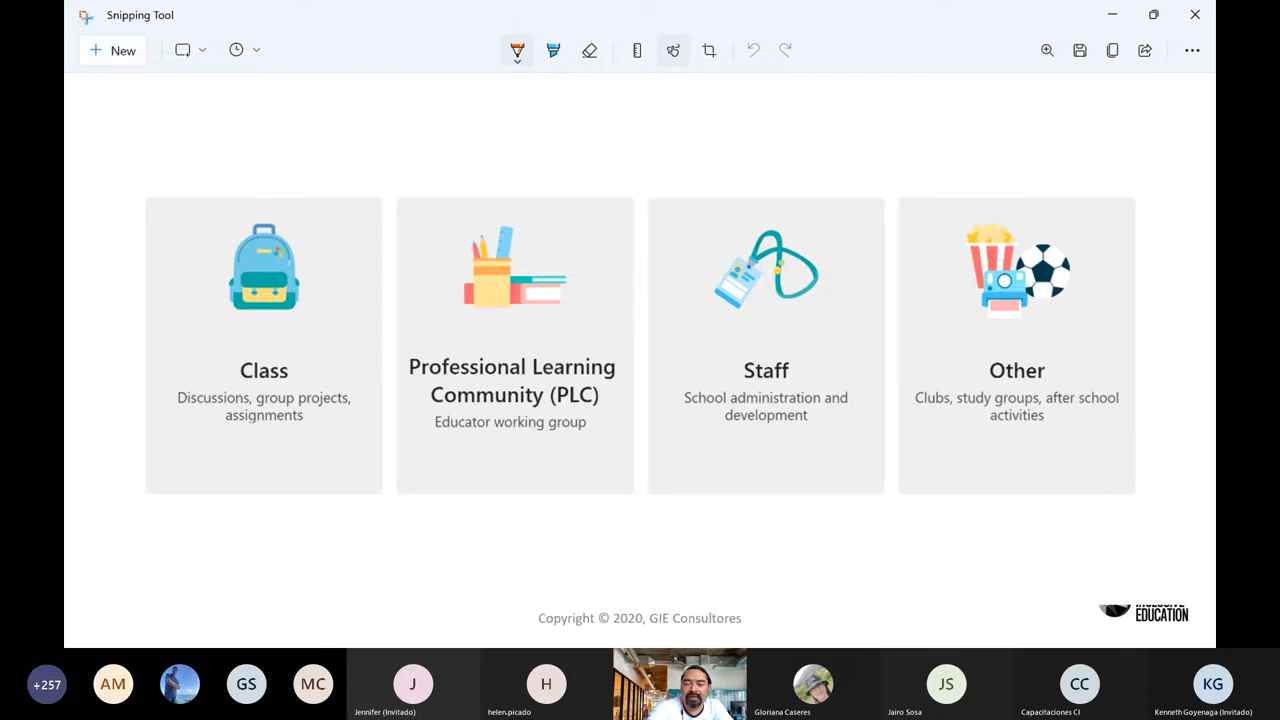 Snipping Tool
New
Class
Discussions, group projects,
assignments
Professional Learning
Community (PLC)
Educator working group
Staff
School administration and
development
Other
Clubs, study groups, after school
activities
Copyright © 2020, GIE Consultores
EDUCATION
+257
AM
GS
MC
J
Jennifer (Invitado)
H
helen.picado
Gloriana Caseres
JS
Jairo Sosa
CC
Capacitaciones CI
KG
Kenneth Goyenaga (Invitado)